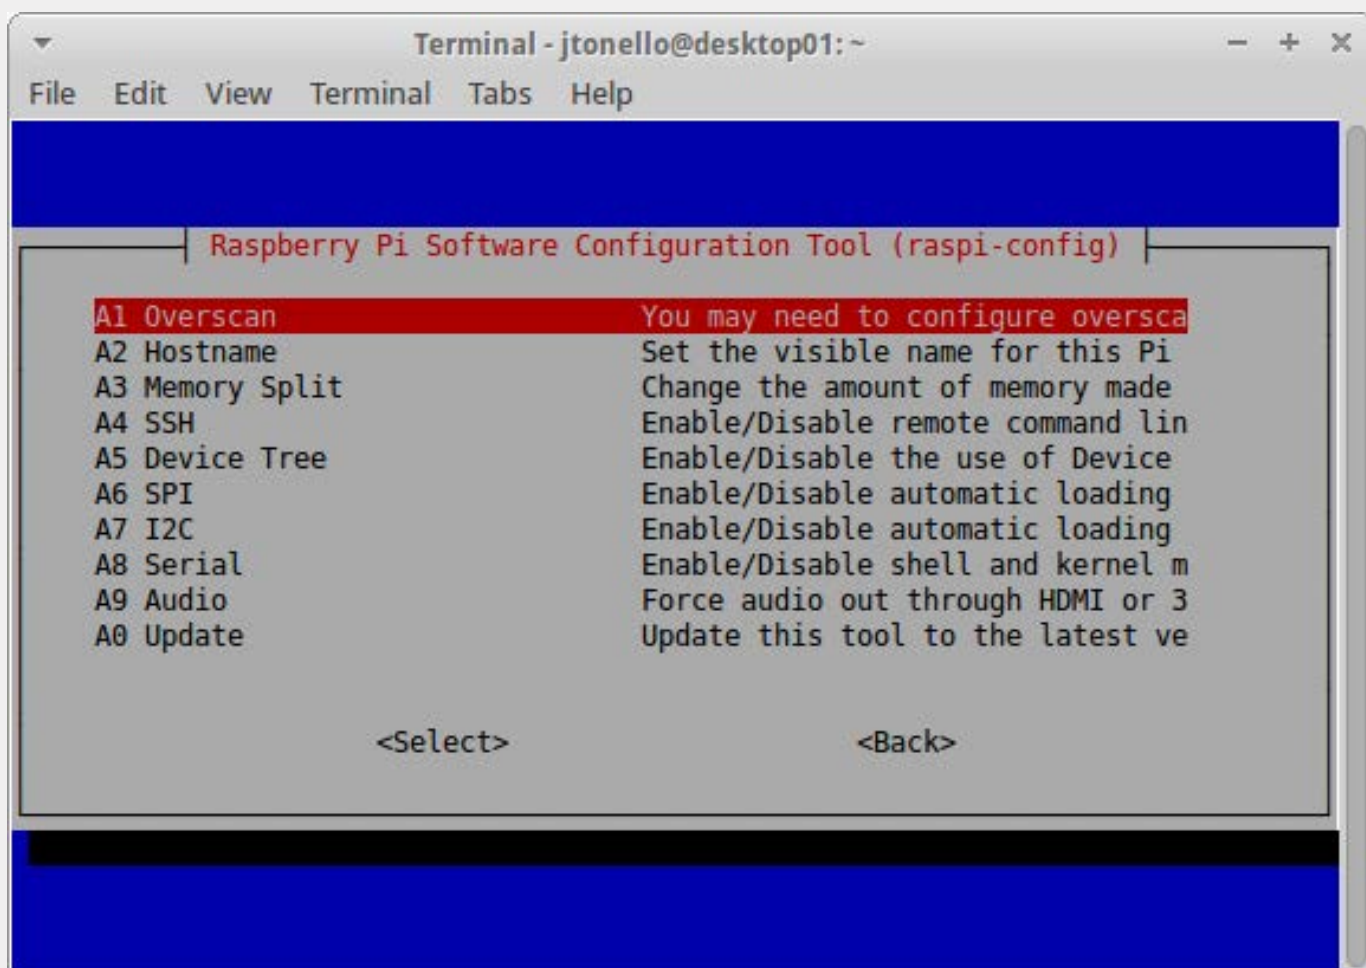 Terminal - jtonello@desktop01: ~
File Edit View Terminal Tabs Help
Raspberry Pi Software Configuration Tool (raspi-config)
A1 Overscan You may need to configure oversca
A2 Hostname Set the visible name for this Pi
A3 Memory Split Change the amount of memory made
A4 SSH Enable/Disable remote command lin
A5 Device Tree Enable/Disable the use of Device
A6 SPI Enable/Disable automatic loading
A7 I2C Enable/Disable automatic loading
A8 Serial Enable/Disable shell and kernel m
A9 Audio Force audio out through HDMI or 3
A0 Update Update this tool to the latest ve
<Select> <Back>